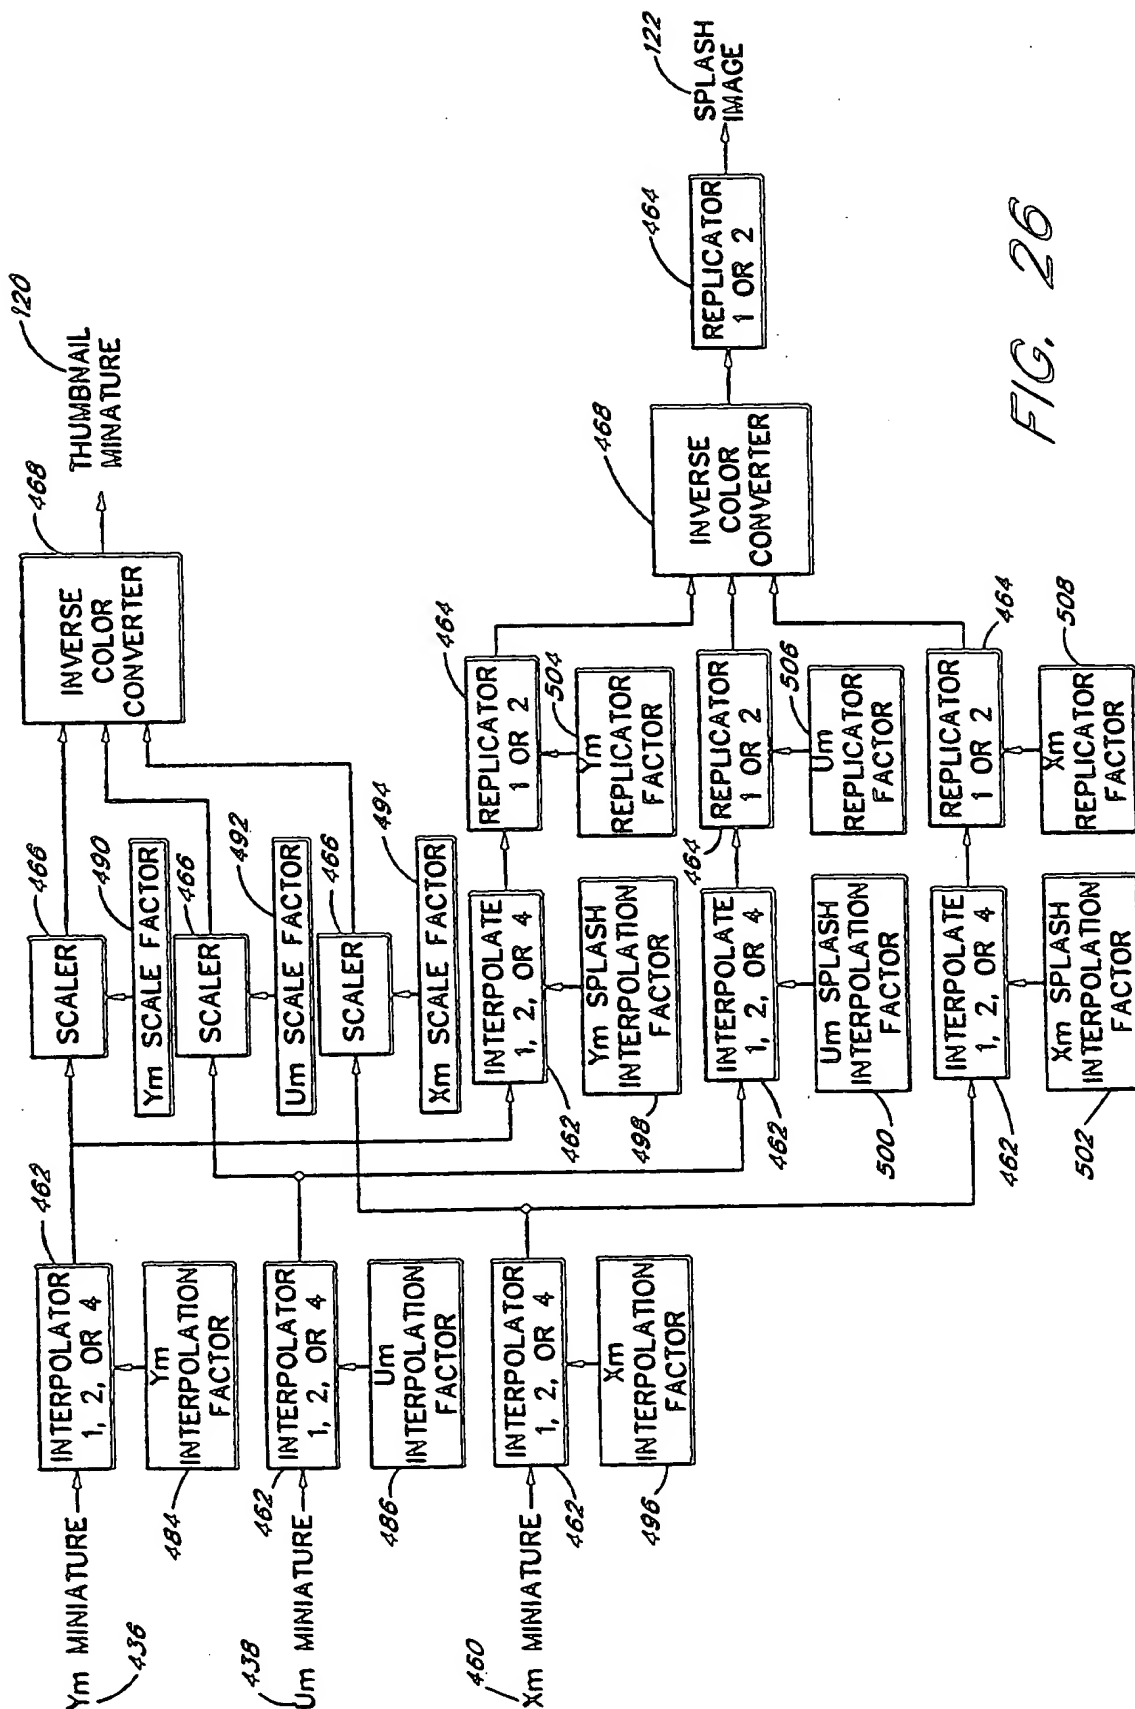 Ym MINIATURE
436
INTERPOLATOR
1, 2, OR 4
462
Ym
INTERPOLATION
FACTOR
484
Um MINIATURE
438
INTERPOLATOR
1, 2, OR 4
462
Um
INTERPOLATION
FACTOR
486
Xm MINIATURE
460
INTERPOLATOR
1, 2, OR 4
462
Xm
INTERPOLATION
FACTOR
496
SCALER
466
Ym SCALE FACTOR
490
SCALER
466
Um SCALE FACTOR
492
SCALER
466
Xm SCALE FACTOR
494
INVERSE
COLOR
CONVERTER
468
THUMBNAIL
MINATURE
120
INTERPOLATE
1, 2, OR 4
462
Ym SPLASH
INTERPOLATION
FACTOR
498
REPLICATOR
1 OR 2
464
Ym
REPLICATOR
FACTOR
504
INTERPOLATE
1, 2, OR 4
462
Um SPLASH
INTERPOLATION
FACTOR
500
REPLICATOR
1 OR 2
464
Um
REPLICATOR
FACTOR
506
INTERPOLATE
1, 2, OR 4
462
Xm SPLASH
INTERPOLATION
FACTOR
502
REPLICATOR
1 OR 2
464
Xm
REPLICATOR
FACTOR
508
INVERSE
COLOR
CONVERTER
468
REPLICATOR
1 OR 2
464
SPLASH
IMAGE
122
FIG. 26